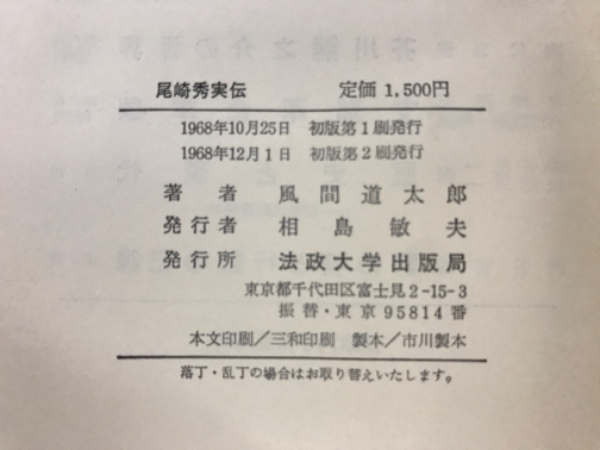 尾崎秀実伝 定価 1,500円
1968年10月25日 初版第1刷発行
1968年12月1日 初版第2刷発行
著者 風間道太郎
発行者 相島敏夫
発行所 法政大学出版局
東京都千代田区富士見2-15-3
振替・東京95814番
本文印刷/三和印刷 製本/市川製本
落丁・乱丁の場合はお取り替えいたします。